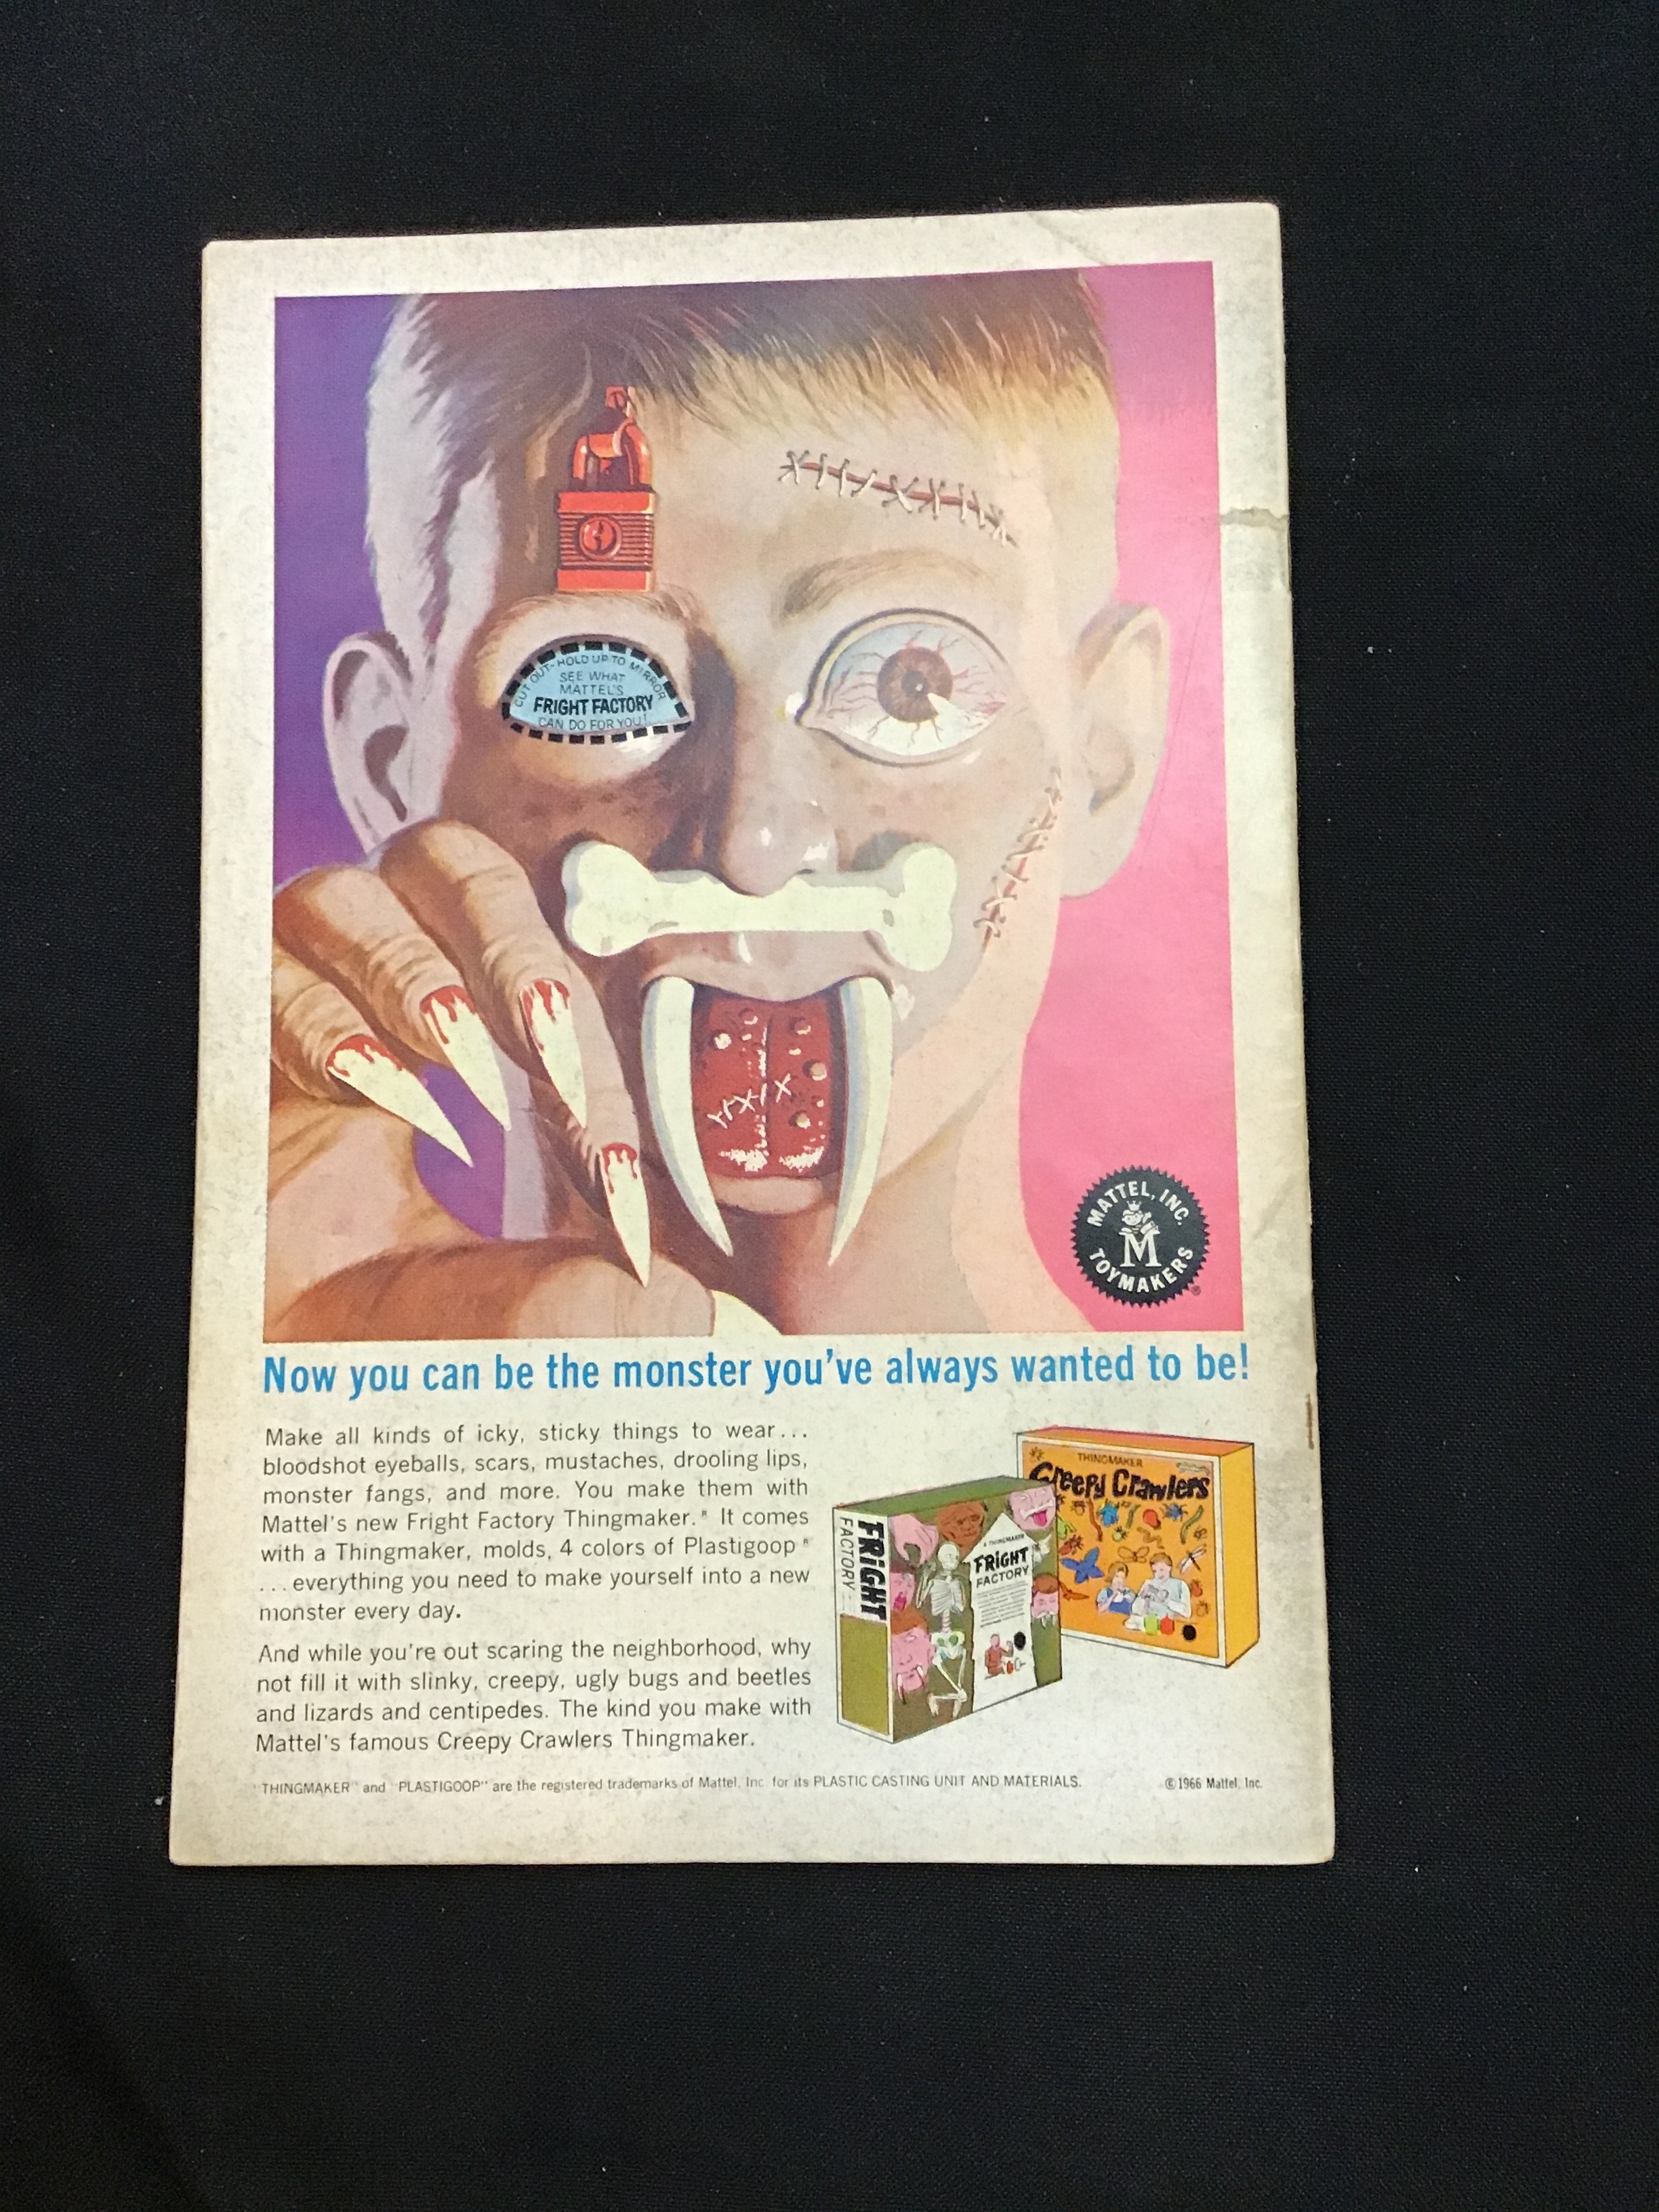 CUT OUT-HOLD UP TO MIRROR
SEE WHAT
MATTEL'S
FRIGHT FACTORY
CAN DO FOR YOU!
MATTEL, INC.
M
TOYMAKERS
®
Now you can be the monster you've always wanted to be!
Make all kinds of icky, sticky things to wear...
bloodshot eyeballs, scars, mustaches, drooling lips,
monster fangs, and more. You make them with
Mattel's new Fright Factory Thingmaker.® It comes
with a Thingmaker, molds, 4 colors of Plastigoop®
...everything you need to make yourself into a new
monster every day.
And while you're out scaring the neighborhood, why
not fill it with slinky, creepy, ugly bugs and beetles
and lizards and centipedes. The kind you make with
Mattel's famous Creepy Crawlers Thingmaker.
THINGMAKER
Creepy Crawlers
FRIGHT
FACTORY
A THINGMAKER
FRIGHT
FACTORY
"THINGMAKER" and "PLASTIGOOP" are the registered trademarks of Mattel, Inc. for its PLASTIC CASTING UNIT AND MATERIALS.
©1966 Mattel, Inc.